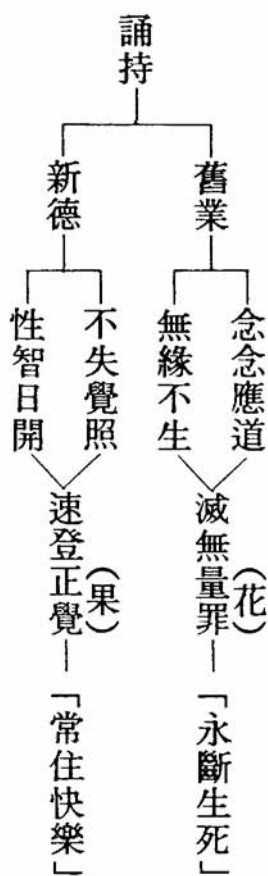 誦持
舊業
念念應道
無緣不生
滅無量罪
(花)
「永斷生死」
新德
不失覺照
性智日開
速登正覺
(果)
「常住快樂」